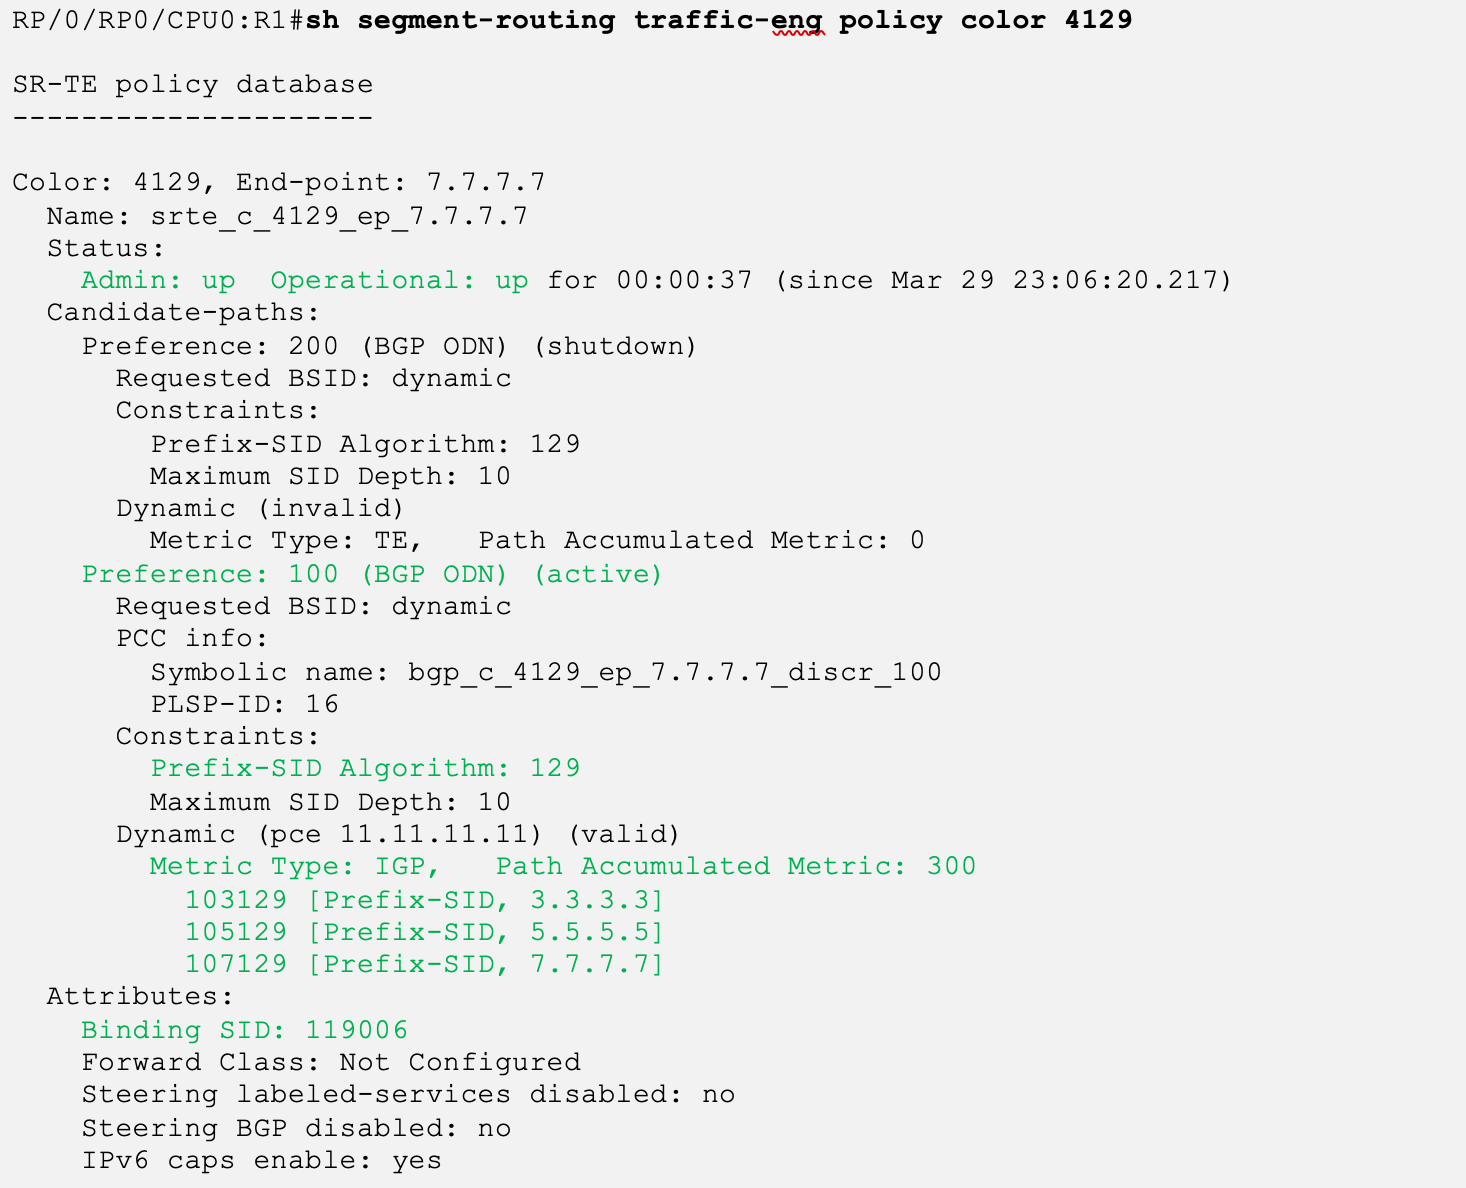 RP/0/RP0/CPU0:R1#sh segment-routing traffic-eng policy color 4129
SR-TE policy database
---------------------
Color: 4129, End-point: 7.7.7.7
Name: srte_c_4129_ep_7.7.7.7
Status:
Admin: up  Operational: up for 00:00:37 (since Mar 29 23:06:20.217)
Candidate-paths:
Preference: 200 (BGP ODN) (shutdown)
Requested BSID: dynamic
Constraints:
Prefix-SID Algorithm: 129
Maximum SID Depth: 10
Dynamic (invalid)
Metric Type: TE,   Path Accumulated Metric: 0
Preference: 100 (BGP ODN) (active)
Requested BSID: dynamic
PCC info:
Symbolic name: bgp_c_4129_ep_7.7.7.7_discr_100
PLSP-ID: 16
Constraints:
Prefix-SID Algorithm: 129
Maximum SID Depth: 10
Dynamic (pce 11.11.11.11) (valid)
Metric Type: IGP,   Path Accumulated Metric: 300
103129 [Prefix-SID, 3.3.3.3]
105129 [Prefix-SID, 5.5.5.5]
107129 [Prefix-SID, 7.7.7.7]
Attributes:
Binding SID: 119006
Forward Class: Not Configured
Steering labeled-services disabled: no
Steering BGP disabled: no
IPv6 caps enable: yes